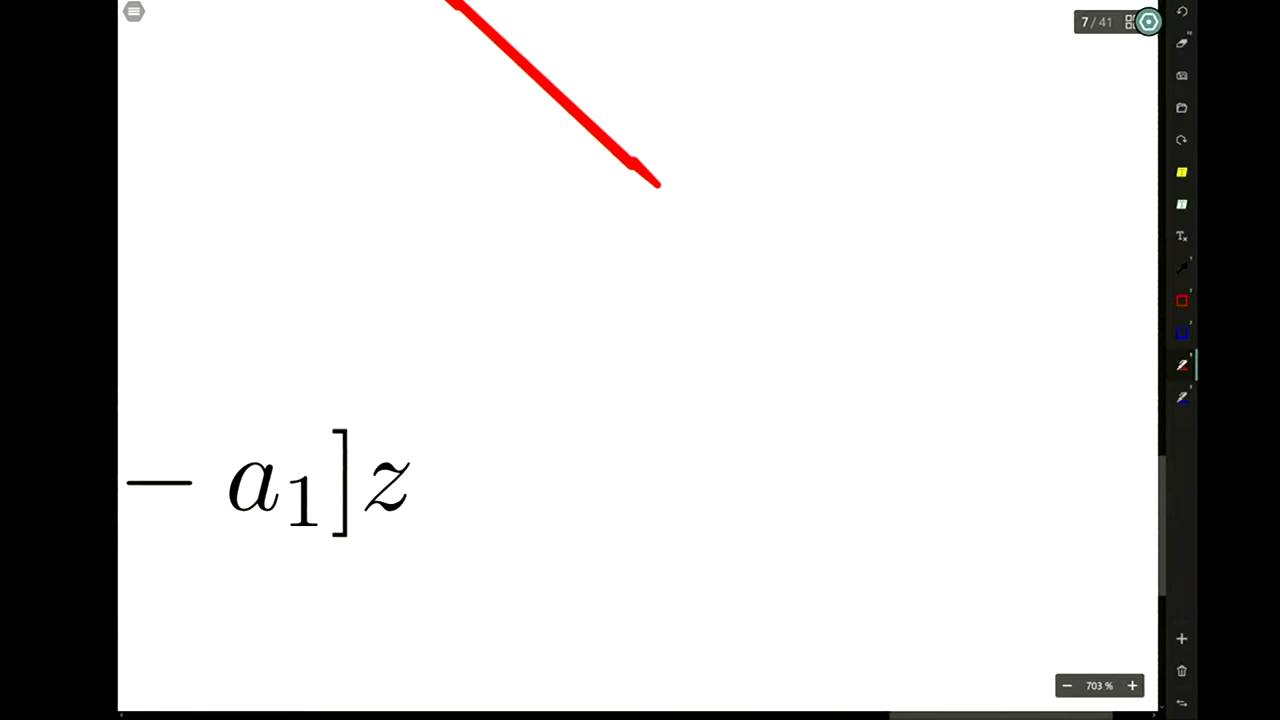 7 / 41
− a₁]z
− 703 % +